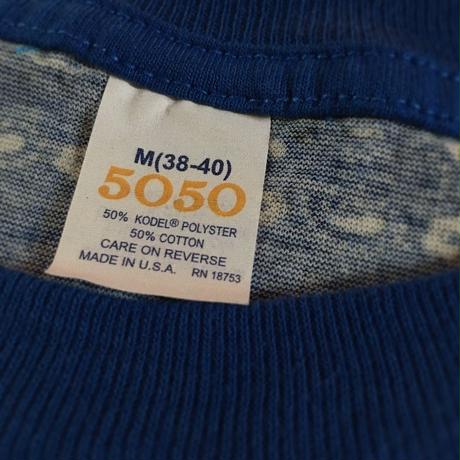 M(38-40)
5050
50% KODEL® POLYSTER
50% COTTON
CARE ON REVERSE
MADE IN U.S.A. RN 18753